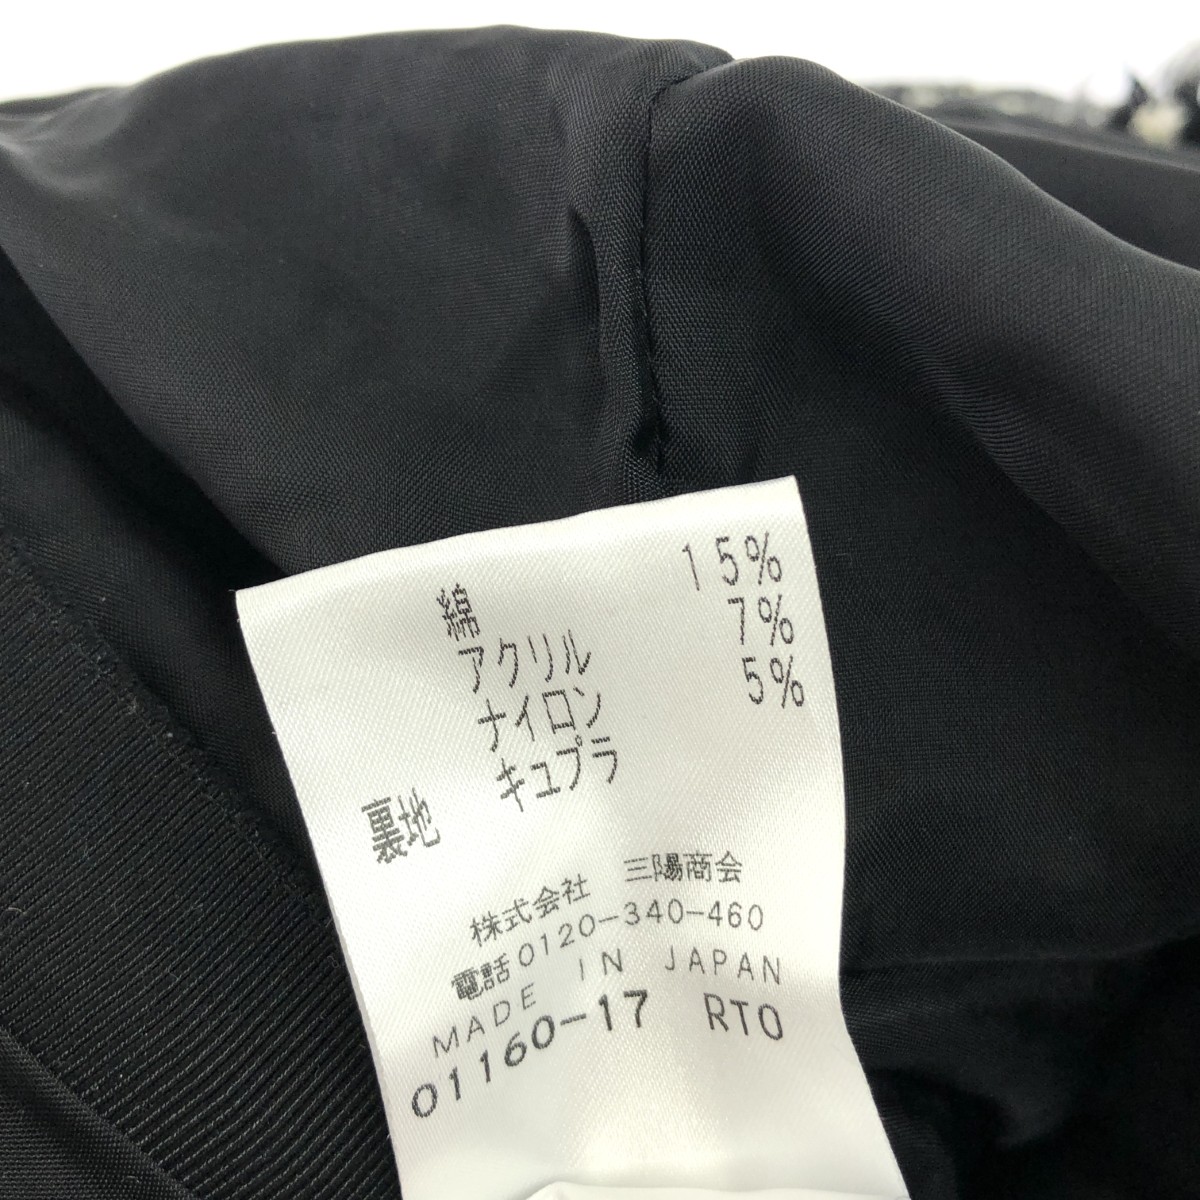 綿 15%
アクリル 7%
ナイロン 5%
裏地 キュプラ
株式会社 三陽商会
電話0120-340-460
MADE IN JAPAN
01160-17 RTO